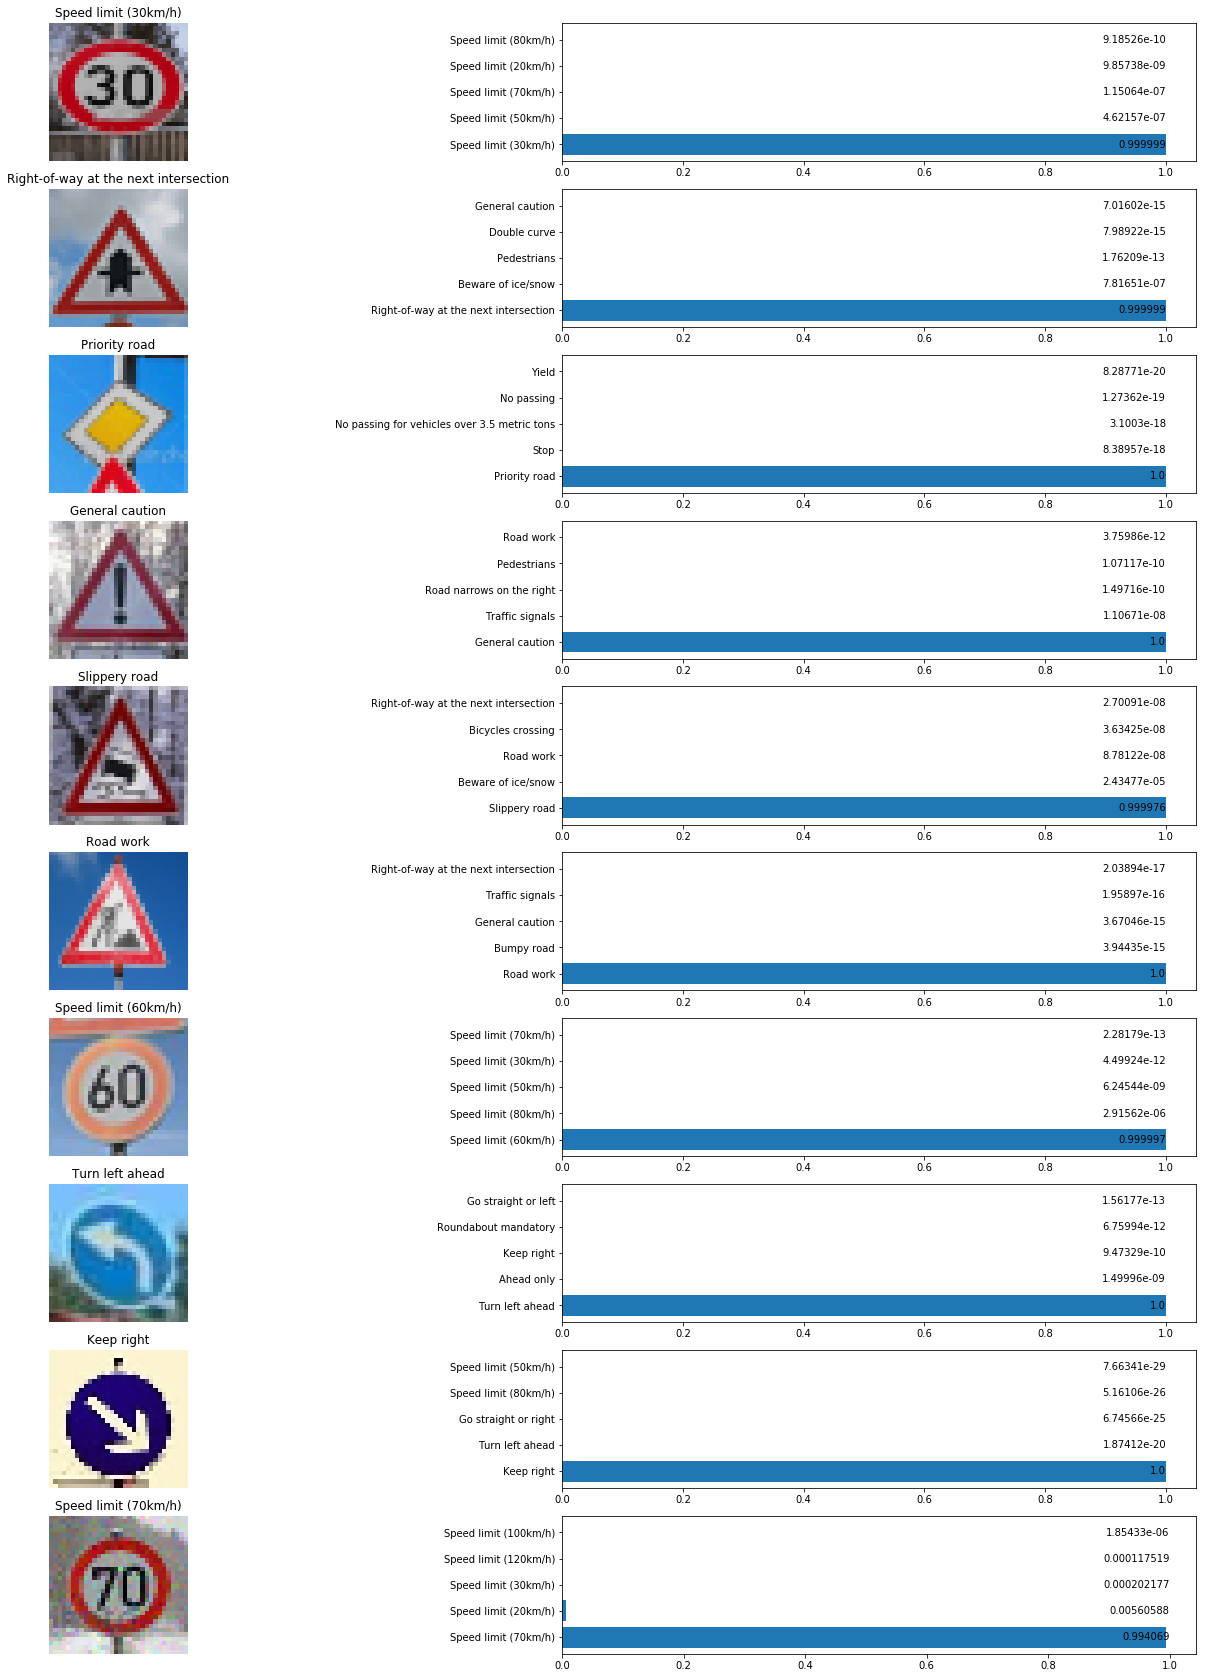 Speed limit (30km/h)
30
Speed limit (80km/h) 9.18526e-10
Speed limit (20km/h) 9.85738e-09
Speed limit (70km/h) 1.15064e-07
Speed limit (50km/h) 4.62157e-07
Speed limit (30km/h) 0.999999
0.0 0.2 0.4 0.6 0.8 1.0
Right-of-way at the next intersection
General caution 7.01602e-15
Double curve 7.98922e-15
Pedestrians 1.76209e-13
Beware of ice/snow 7.81651e-07
Right-of-way at the next intersection 0.999999
0.0 0.2 0.4 0.6 0.8 1.0
Priority road
Yield 8.28771e-20
No passing 1.27362e-19
No passing for vehicles over 3.5 metric tons 3.1003e-18
Stop 8.38957e-18
Priority road 1.0
0.0 0.2 0.4 0.6 0.8 1.0
General caution
Road work 3.75986e-12
Pedestrians 1.07117e-10
Road narrows on the right 1.49716e-10
Traffic signals 1.10671e-08
General caution 1.0
0.0 0.2 0.4 0.6 0.8 1.0
Slippery road
Right-of-way at the next intersection 2.70091e-08
Bicycles crossing 3.63425e-08
Road work 8.78122e-08
Beware of ice/snow 2.43477e-05
Slippery road 0.999976
0.0 0.2 0.4 0.6 0.8 1.0
Road work
Right-of-way at the next intersection 2.03894e-17
Traffic signals 1.95897e-16
General caution 3.67046e-15
Bumpy road 3.94435e-15
Road work 1.0
0.0 0.2 0.4 0.6 0.8 1.0
Speed limit (60km/h)
60
Speed limit (70km/h) 2.28179e-13
Speed limit (30km/h) 4.49924e-12
Speed limit (50km/h) 6.24544e-09
Speed limit (80km/h) 2.91562e-06
Speed limit (60km/h) 0.999997
0.0 0.2 0.4 0.6 0.8 1.0
Turn left ahead
Go straight or left 1.56177e-13
Roundabout mandatory 6.75994e-12
Keep right 9.47329e-10
Ahead only 1.49996e-09
Turn left ahead 1.0
0.0 0.2 0.4 0.6 0.8 1.0
Keep right
Speed limit (50km/h) 7.66341e-29
Speed limit (80km/h) 5.16106e-26
Go straight or right 6.74566e-25
Turn left ahead 1.87412e-20
Keep right 1.0
0.0 0.2 0.4 0.6 0.8 1.0
Speed limit (70km/h)
70
Speed limit (100km/h) 1.85433e-06
Speed limit (120km/h) 0.000117519
Speed limit (30km/h) 0.000202177
Speed limit (20km/h) 0.00560588
Speed limit (70km/h) 0.994069
0.0 0.2 0.4 0.6 0.8 1.0